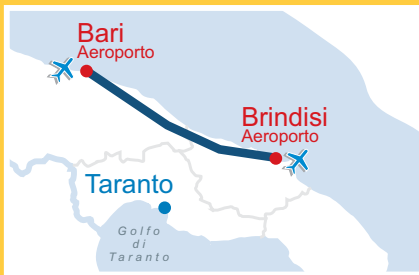 Bari
Aeroporto
Brindisi
Aeroporto
Taranto
Golfo
di
Taranto